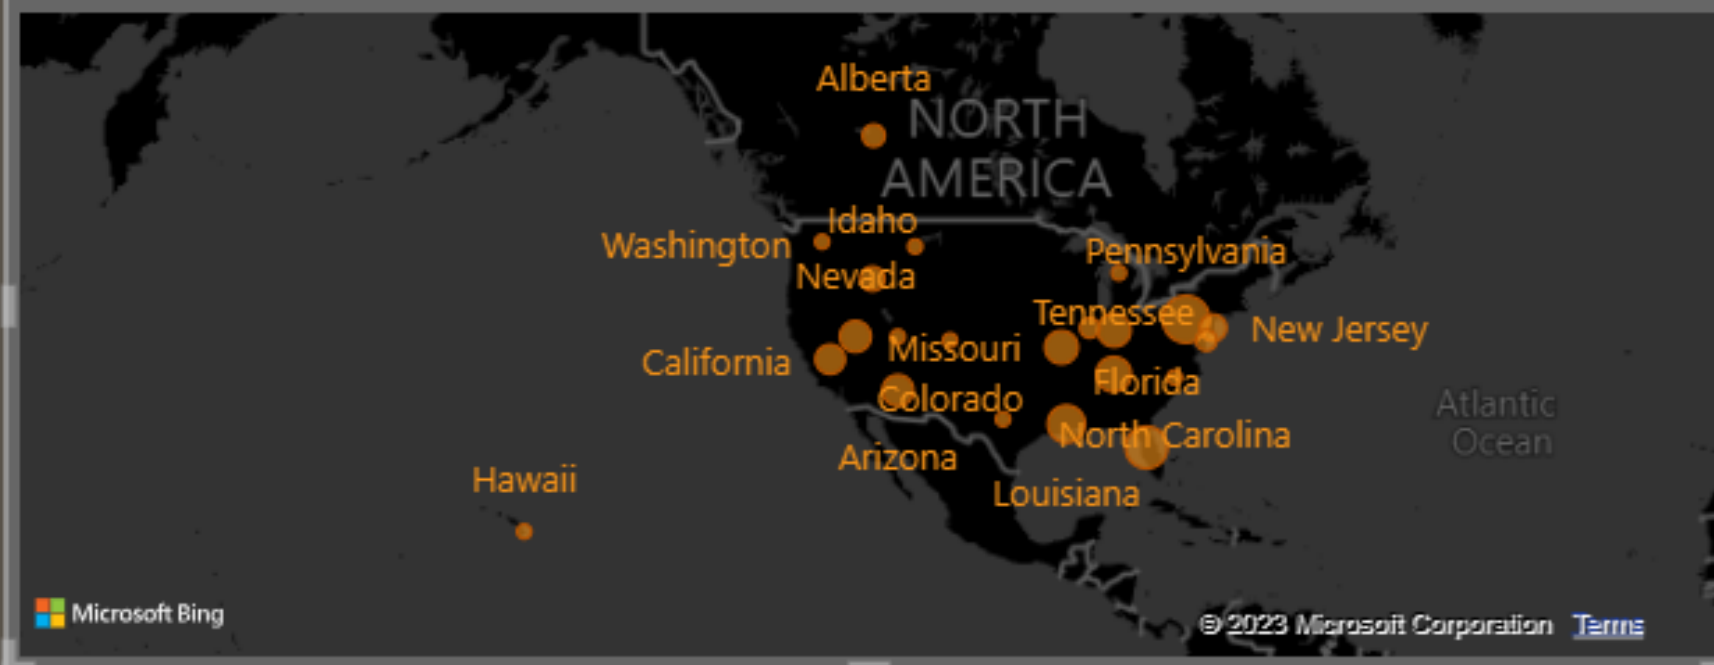 Alberta
NORTH
AMERICA
Idaho
Washington
Pennsylvania
Nevada
Tennessee
New Jersey
Missouri
California
Florida
Colorado
Atlantic
Ocean
North Carolina
Arizona
Hawaii
Louisiana
Microsoft Bing
© 2023 Microsoft Corporation Terms